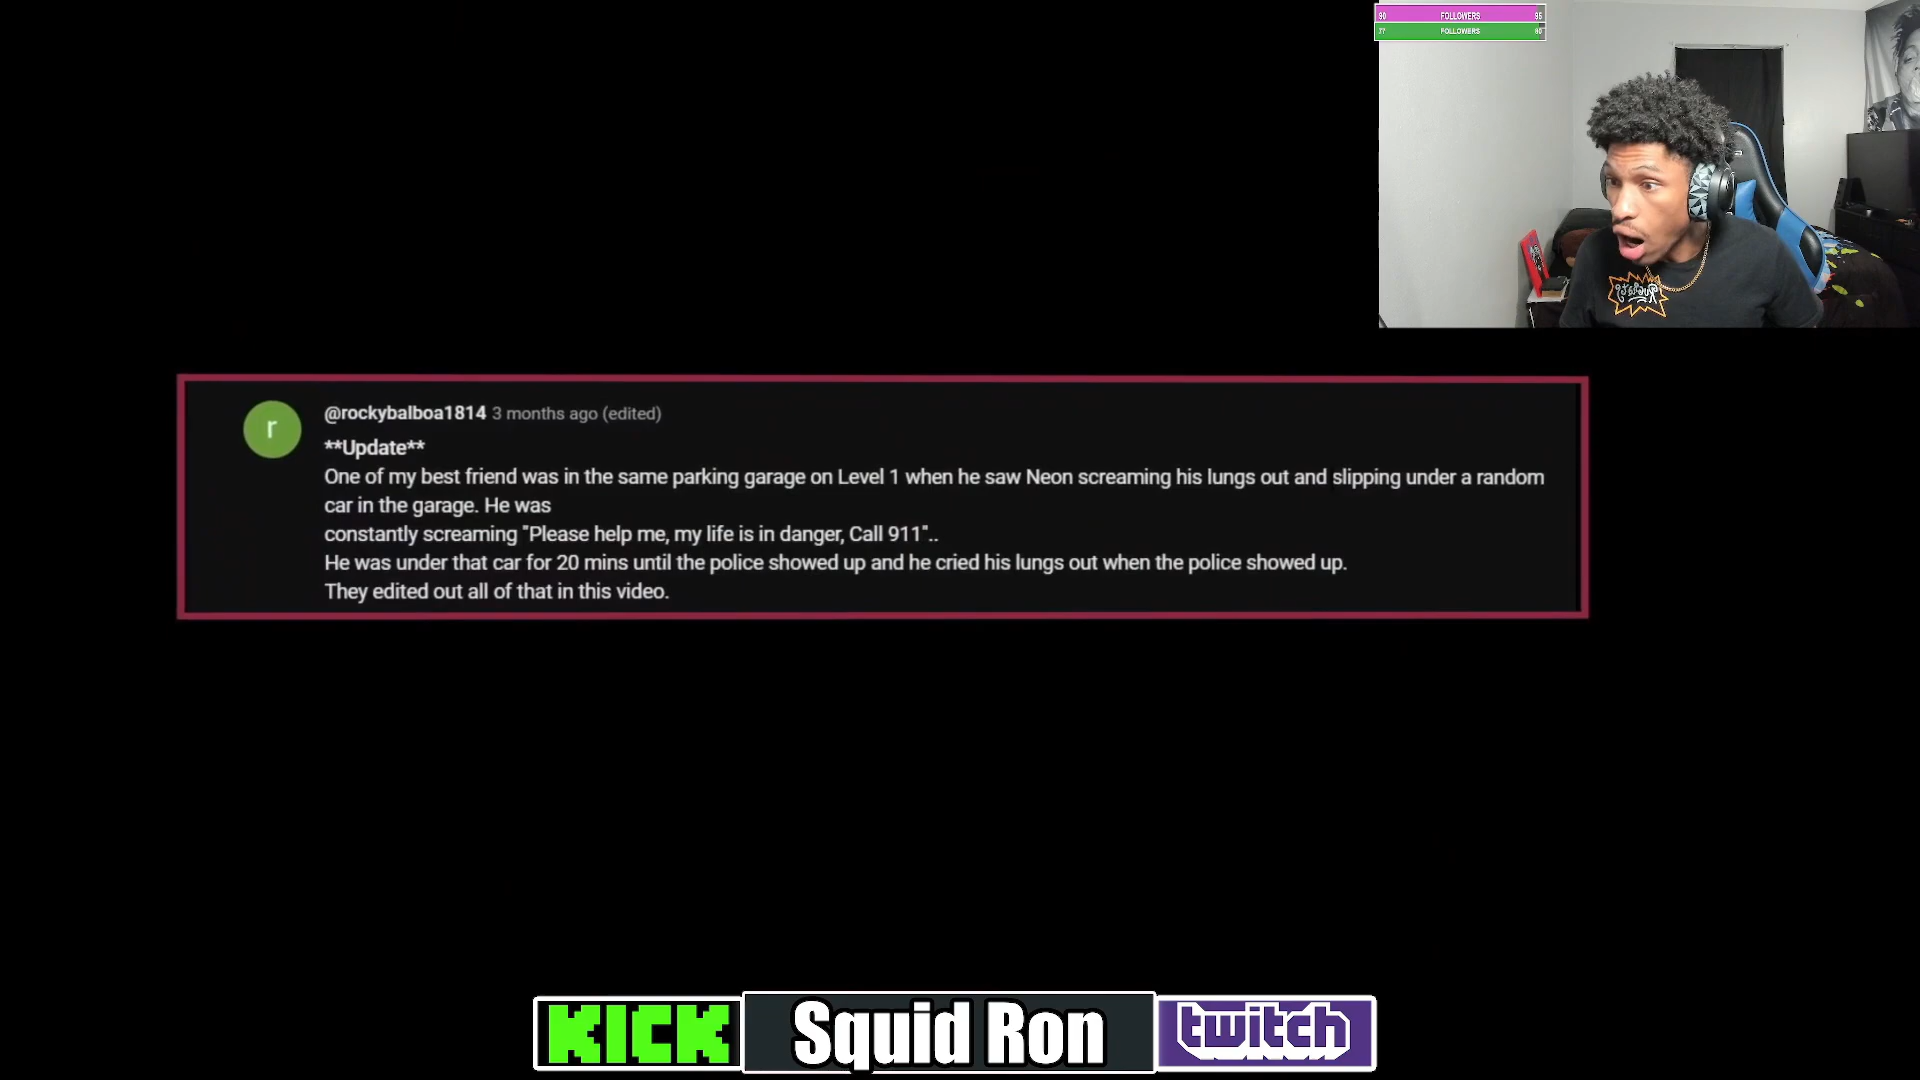 90 FOLLOWERS 95
77 FOLLOWERS 80
r
@rockybalboa1814 3 months ago (edited)
**Update**
One of my best friend was in the same parking garage on Level 1 when he saw Neon screaming his lungs out and slipping under a random
car in the garage. He was
constantly screaming "Please help me, my life is in danger, Call 911"..
He was under that car for 20 mins until the police showed up and he cried his lungs out when the police showed up.
They edited out all of that in this video.
KICK Squid Ron twitch